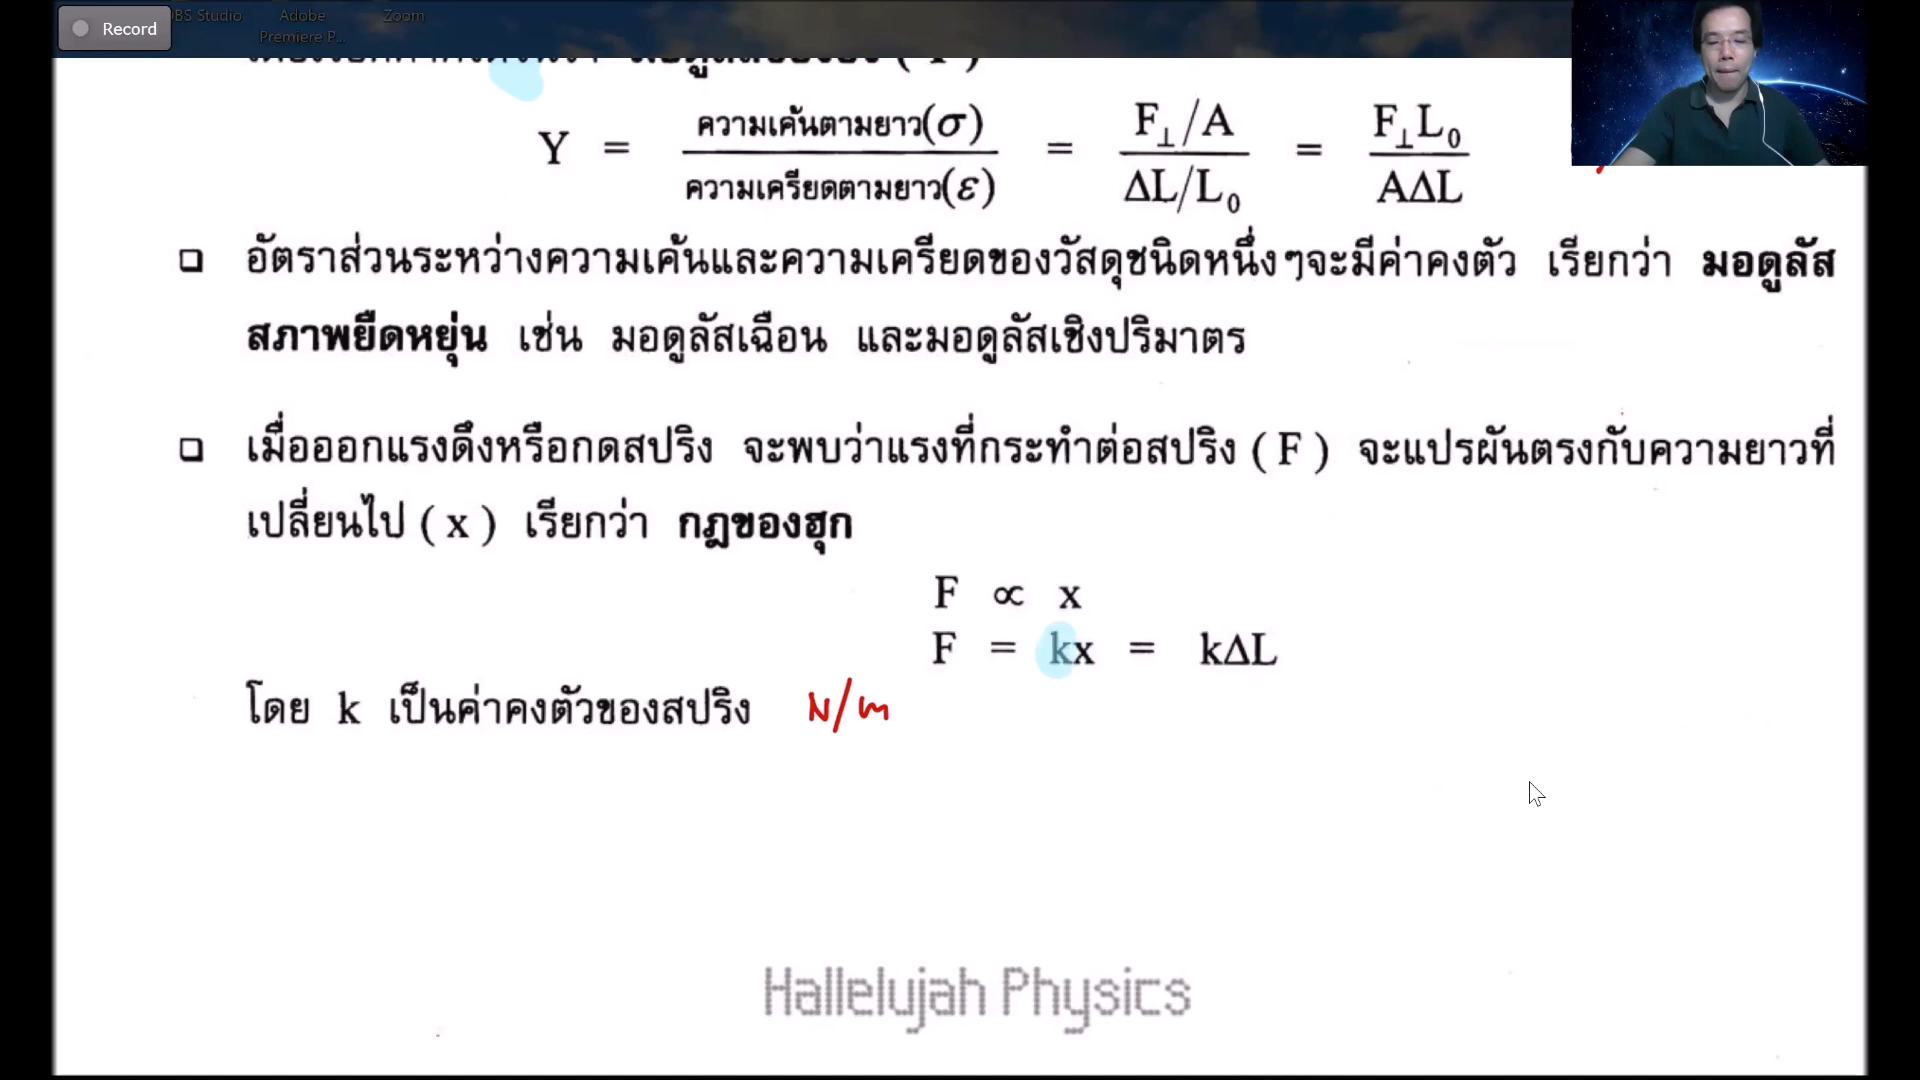 Record
OBS Studio Adobe Premiere P... Zoom
Y = ความเค้นตามยาว(σ) / ความเครียดตามยาว(ε) = F⊥/A / ΔL/L₀ = F⊥L₀ / AΔL
❑ อัตราส่วนระหว่างความเค้นและความเครียดของวัสดุชนิดหนึ่งๆจะมีค่าคงตัว เรียกว่า มอดูลัส
สภาพยืดหยุ่น เช่น มอดูลัสเฉือน และมอดูลัสเชิงปริมาตร
❑ เมื่อออกแรงดึงหรือกดสปริง จะพบว่าแรงที่กระทำต่อสปริง ( F ) จะแปรผันตรงกับความยาวที่
เปลี่ยนไป ( x ) เรียกว่า กฎของฮุก
F ∝ x
F = kx = kΔL
โดย k เป็นค่าคงตัวของสปริง N/m
Hallelujah Physics